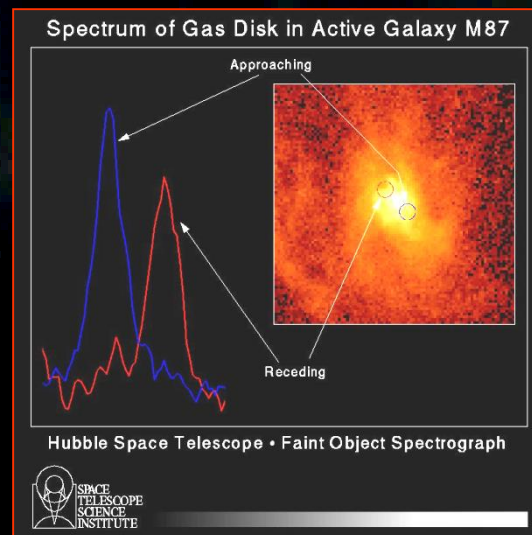 Spectrum of Gas Disk in Active Galaxy M87
Approaching
Receding
Hubble Space Telescope • Faint Object Spectrograph
SPACE
TELESCOPE
SCIENCE
INSTITUTE